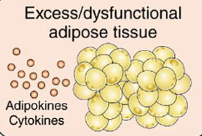 Excess/dysfunctional
adipose tissue
Adipokines
Cytokines